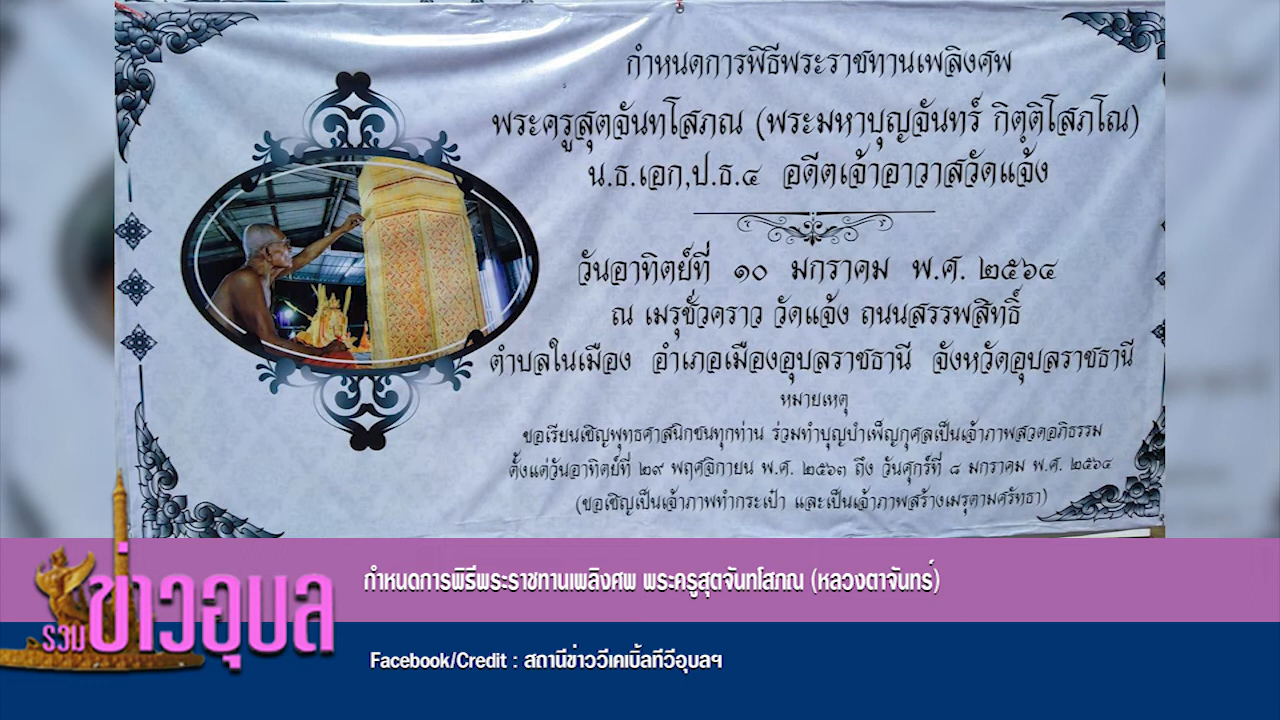 กำหนดการพิธีพระราชทานเพลิงศพ
พระครูสุตจันทโสภณ (พระมหาบุญจันทร์ กิตฺติโสภโณ)
น.ธ.เอก,ป.ธ.๔ อดีตเจ้าอาวาสวัดแจ้ง
วันอาทิตย์ที่ ๑๐ มกราคม พ.ศ. ๒๕๖๔
ณ เมรุชั่วคราว วัดแจ้ง ถนนสรรพสิทธิ์
ตำบลในเมือง อำเภอเมืองอุบลราชธานี จังหวัดอุบลราชธานี
หมายเหตุ
ขอเรียนเชิญพุทธศาสนิกชนทุกท่าน ร่วมทำบุญบำเพ็ญกุศลเป็นเจ้าภาพสวดอภิธรรม
ตั้งแต่วันอาทิตย์ที่ ๒๙ พฤศจิกายน พ.ศ. ๒๕๖๓ ถึง วันศุกร์ที่ ๘ มกราคม พ.ศ. ๒๕๖๔
(ขอเชิญเป็นเจ้าภาพทำกระเป๋า และเป็นเจ้าภาพสร้างเมรุตามศรัทธา)
รวมข่าวอุบล
กำหนดการพิธีพระราชทานเพลิงศพ พระครูสุตจันทโสภณ (หลวงตาจันทร์)
Facebook/Credit : สถานีข่าววีเคเบิ้ลทีวีอุบลฯ